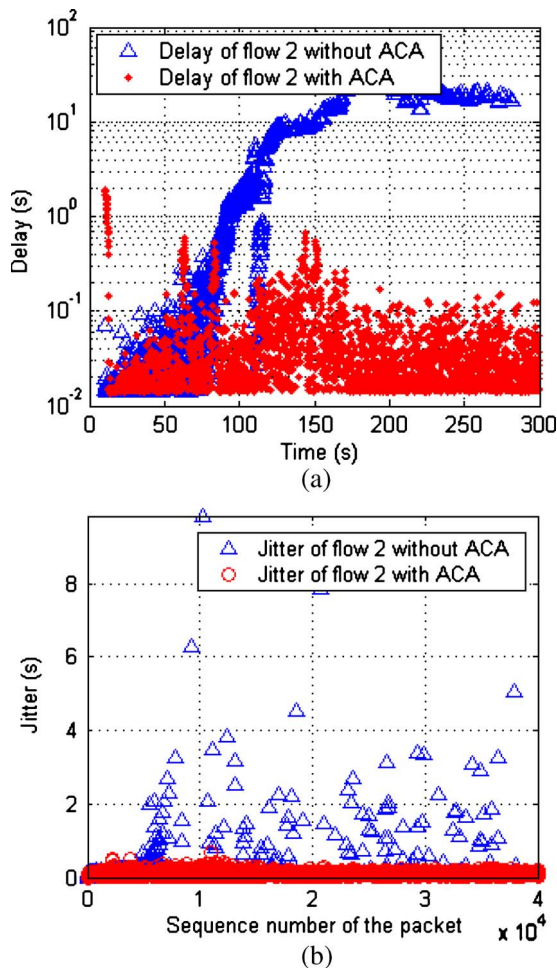 10^2
Delay of flow 2 without ACA
Delay of flow 2 with ACA
10^1
10^0
10^-1
10^-2
Delay (s)
0 50 100 150 200 250 300
Time (s)
(a)
Jitter of flow 2 without ACA
Jitter of flow 2 with ACA
8
6
4
2
0
Jitter (s)
0 1 2 3 4
Sequence number of the packet
x 10^4
(b)